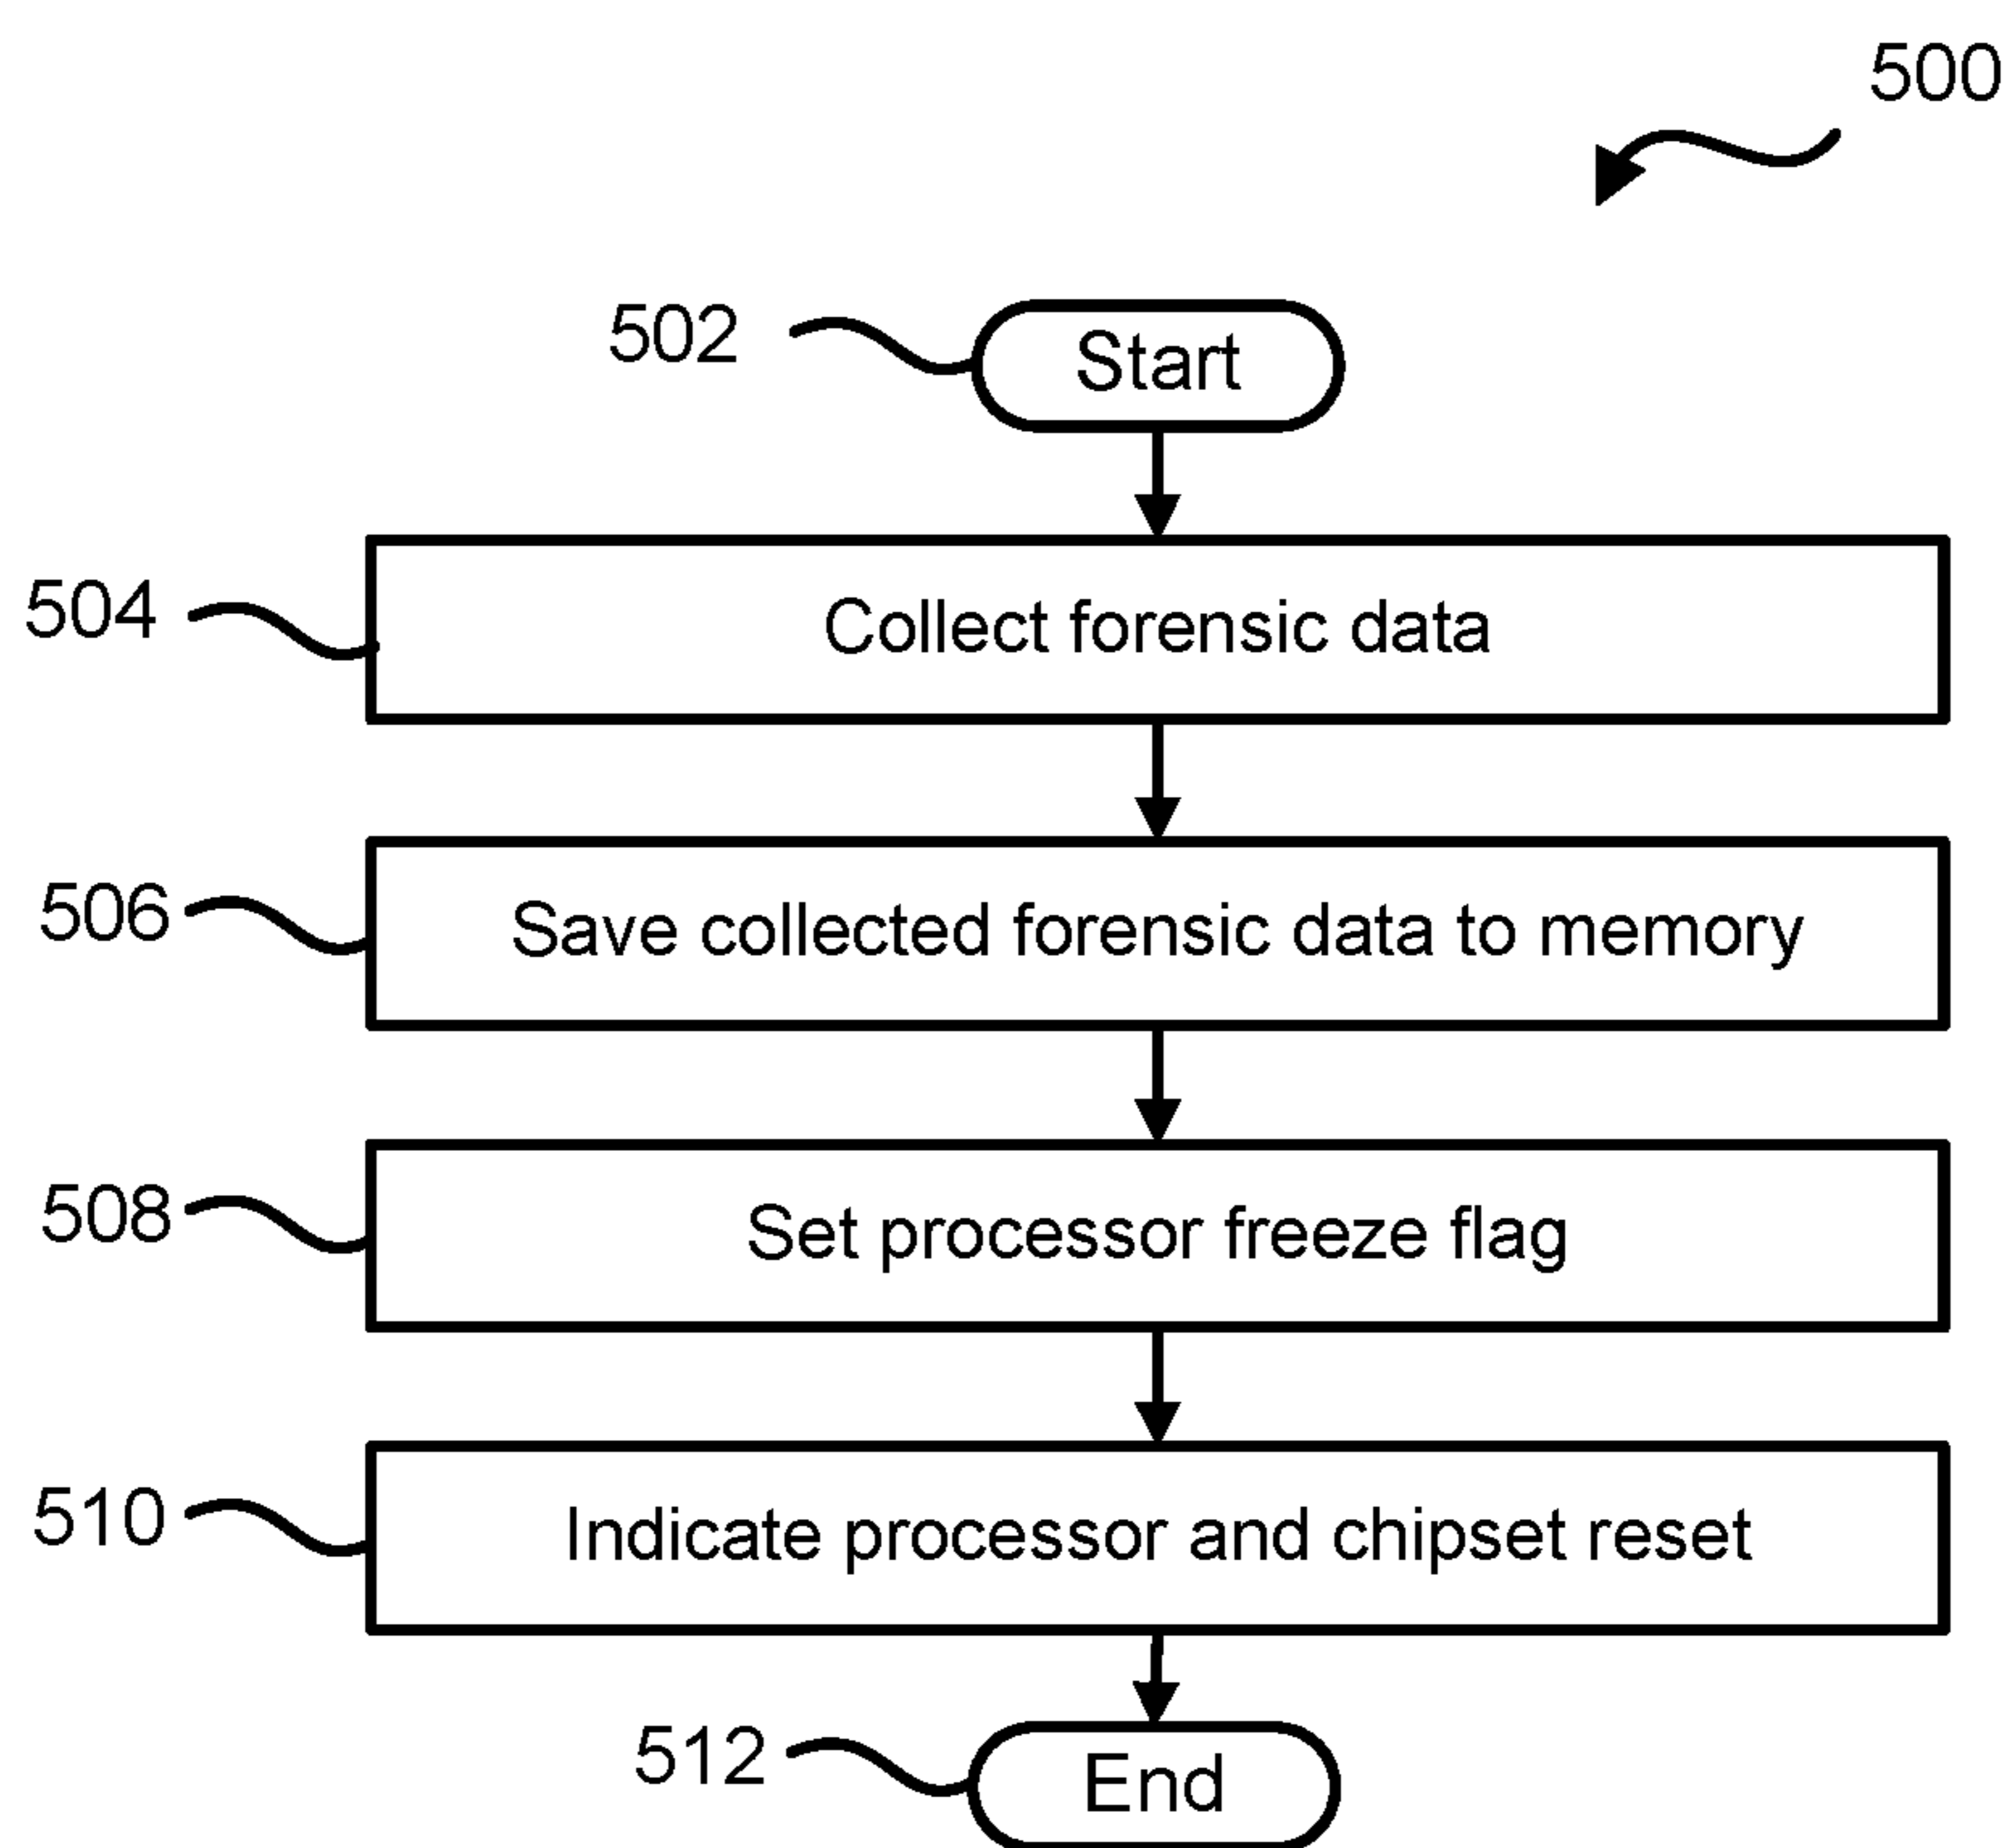 500
502
Start
504
Collect forensic data
506
Save collected forensic data to memory
508
Set processor freeze flag
510
Indicate processor and chipset reset
512
End